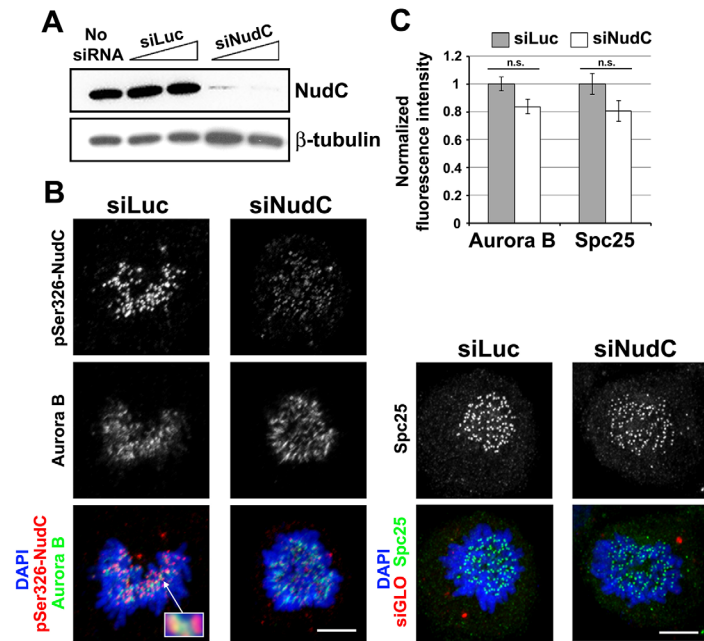 A
No
siRNA
siLuc
siNudC
NudC
β-tubulin
C
siLuc
siNudC
Normalized
fluorescence intensity
1.2
1
0.8
0.6
0.4
0.2
0
n.s.
n.s.
Aurora B
Spc25
B
siLuc
siNudC
pSer326-NudC
Aurora B
DAPI
pSer326-NudC
Aurora B
siLuc
siNudC
Spc25
DAPI
siGLO Spc25